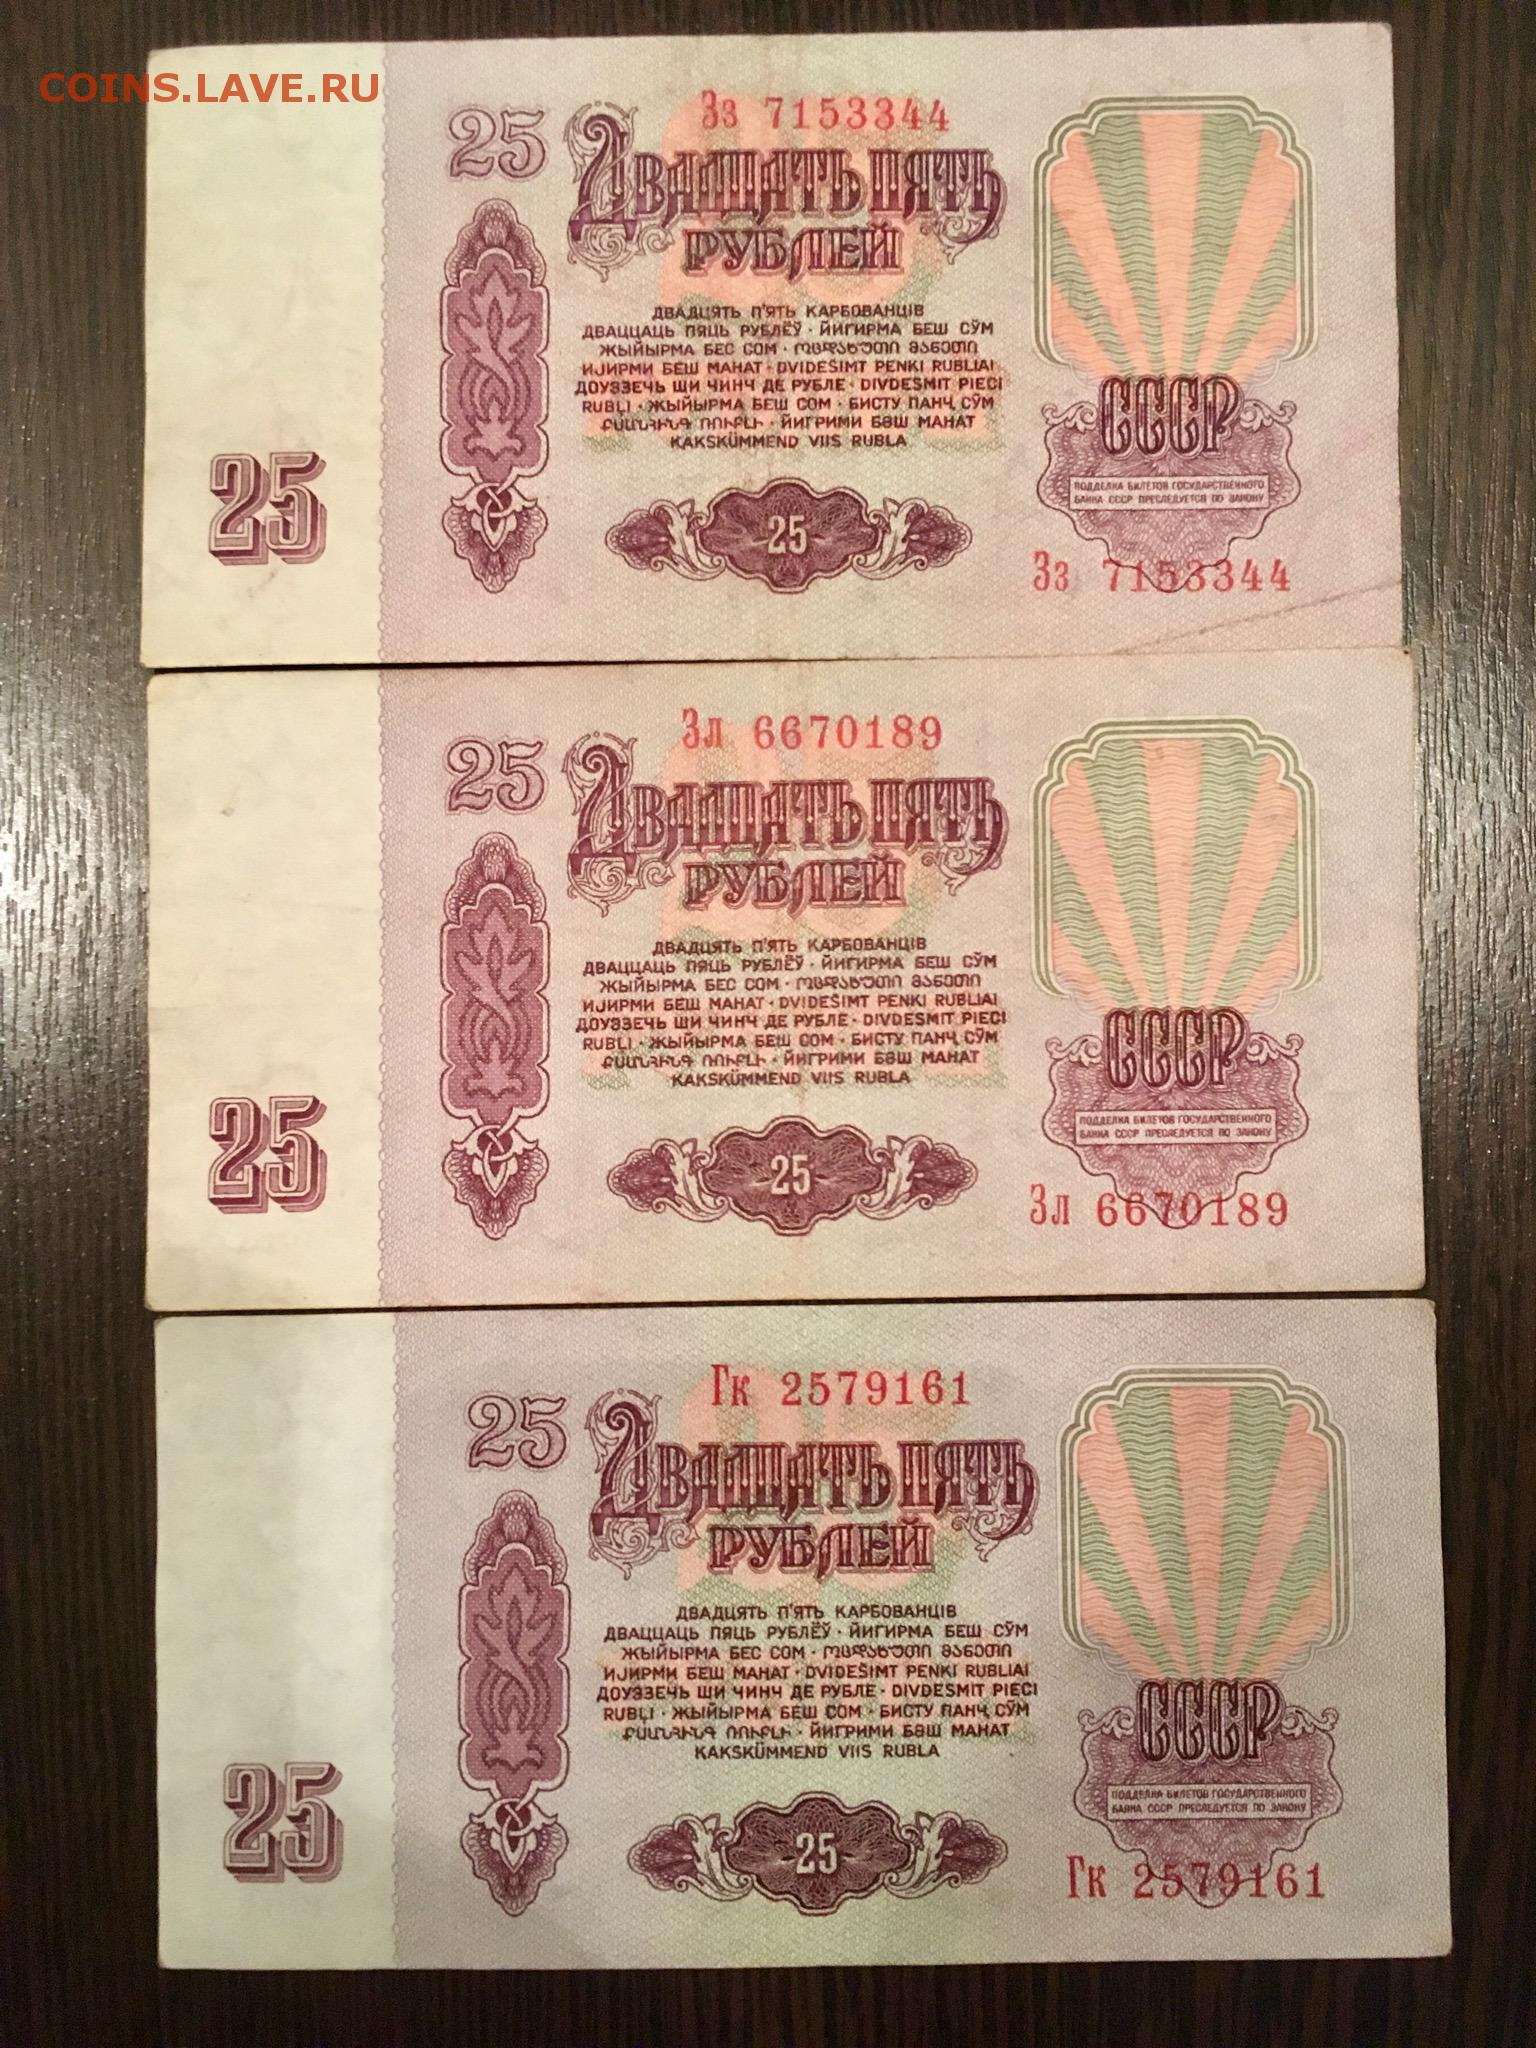 COINS.LAVE.RU
Зз 7153344
25
ДВАДЦАТЬ ПЯТЬ
РУБЛЕЙ
ДВАДЦЯТЬ П'ЯТЬ КАРБОВАНЦІВ
ДВАЦЦАЦЬ ПЯЦЬ РУБЛЁЎ · ЙИГИРМА БЕШ СЎМ
ЖЫЙЫРМА БЕС СОМ · ოცდახუთი მანეთი
ИЈИРМИ БЕШ МАНАТ · DVIDEŠIMT PENKI RUBLIAI
ДОУЭЗЕЧЬ ШИ ЧИНЧ ДЕ РУБЛЕ · DIVDESMIT PIECI
RUBĻI · ЖЫЙЫРМА БЕШ СОМ · БИСТУ ПАНҶ СЎМ
ՔՍԱՆՀԻՆԳ ՌՈՒԲԼԻ · ЙИГРИМИ БӘШ МАНАТ
KAKSKÜMMEND VIIS RUBLA
СССР
ПОДДЕЛКА БИЛЕТОВ ГОСУДАРСТВЕННОГО
БАНКА СССР ПРЕСЛЕДУЕТСЯ ПО ЗАКОНУ
25
25
Зз 7153344
Зл 6670189
25
ДВАДЦАТЬ ПЯТЬ
РУБЛЕЙ
ДВАДЦЯТЬ П'ЯТЬ КАРБОВАНЦІВ
ДВАЦЦАЦЬ ПЯЦЬ РУБЛЁЎ · ЙИГИРМА БЕШ СЎМ
ЖЫЙЫРМА БЕС СОМ · ოცდახუთი მანეთი
ИЈИРМИ БЕШ МАНАТ · DVIDEŠIMT PENKI RUBLIAI
ДОУЭЗЕЧЬ ШИ ЧИНЧ ДЕ РУБЛЕ · DIVDESMIT PIECI
RUBĻI · ЖЫЙЫРМА БЕШ СОМ · БИСТУ ПАНҶ СЎМ
ՔՍԱՆՀԻՆԳ ՌՈՒԲԼԻ · ЙИГРИМИ БӘШ МАНАТ
KAKSKÜMMEND VIIS RUBLA
СССР
ПОДДЕЛКА БИЛЕТОВ ГОСУДАРСТВЕННОГО
БАНКА СССР ПРЕСЛЕДУЕТСЯ ПО ЗАКОНУ
25
25
Зл 6670189
Гк 2579161
25
ДВАДЦАТЬ ПЯТЬ
РУБЛЕЙ
ДВАДЦЯТЬ П'ЯТЬ КАРБОВАНЦІВ
ДВАЦЦАЦЬ ПЯЦЬ РУБЛЁЎ · ЙИГИРМА БЕШ СЎМ
ЖЫЙЫРМА БЕС СОМ · ოცდახუთი მანეთი
ИЈИРМИ БЕШ МАНАТ · DVIDEŠIMT PENKI RUBLIAI
ДОУЭЗЕЧЬ ШИ ЧИНЧ ДЕ РУБЛЕ · DIVDESMIT PIECI
RUBĻI · ЖЫЙЫРМА БЕШ СОМ · БИСТУ ПАНҶ СЎМ
ՔՍԱՆՀԻՆԳ ՌՈՒԲԼԻ · ЙИГРИМИ БӘШ МАНАТ
KAKSKÜMMEND VIIS RUBLA
СССР
ПОДДЕЛКА БИЛЕТОВ ГОСУДАРСТВЕННОГО
БАНКА СССР ПРЕСЛЕДУЕТСЯ ПО ЗАКОНУ
25
25
Гк 2579161